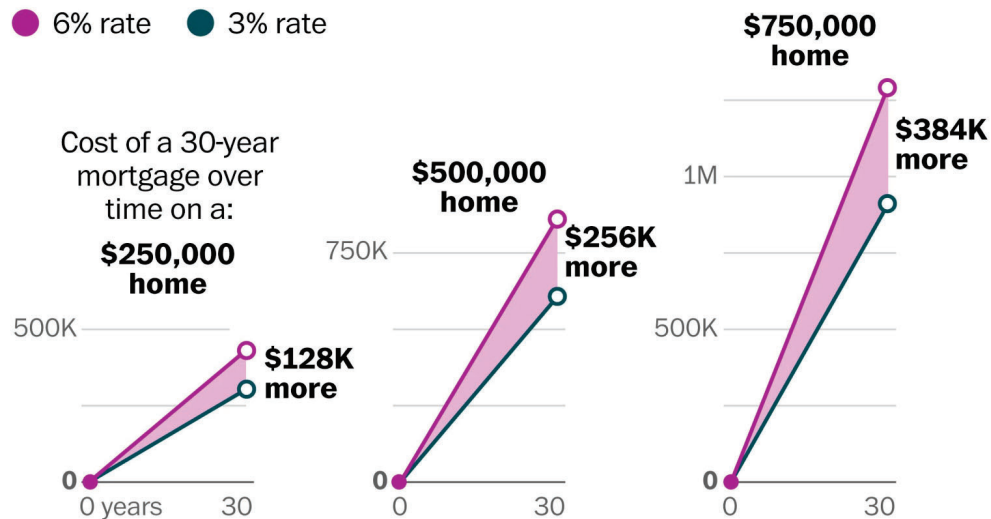 6% rate
3% rate
Cost of a 30-year
mortgage over
time on a:
$250,000
home
500K
$128K
more
0
0 years
30
$500,000
home
750K
$256K
more
0
0
30
$750,000
home
1M
$384K
more
500K
0
0
30